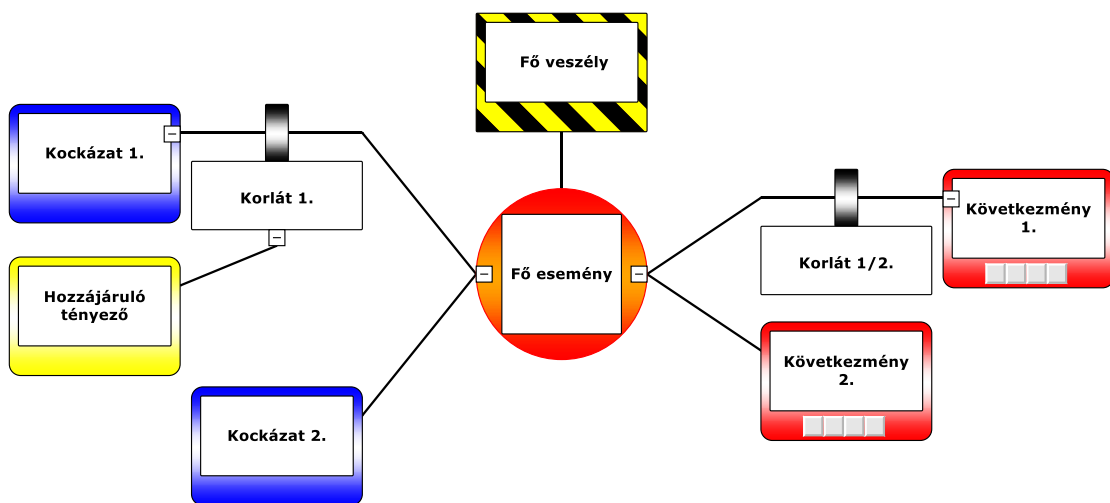 Fő veszély
Kockázat 1.
Korlát 1.
Hozzájáruló
tényező
Kockázat 2.
Fő esemény
Korlát 1/2.
Következmény
1.
Következmény
2.